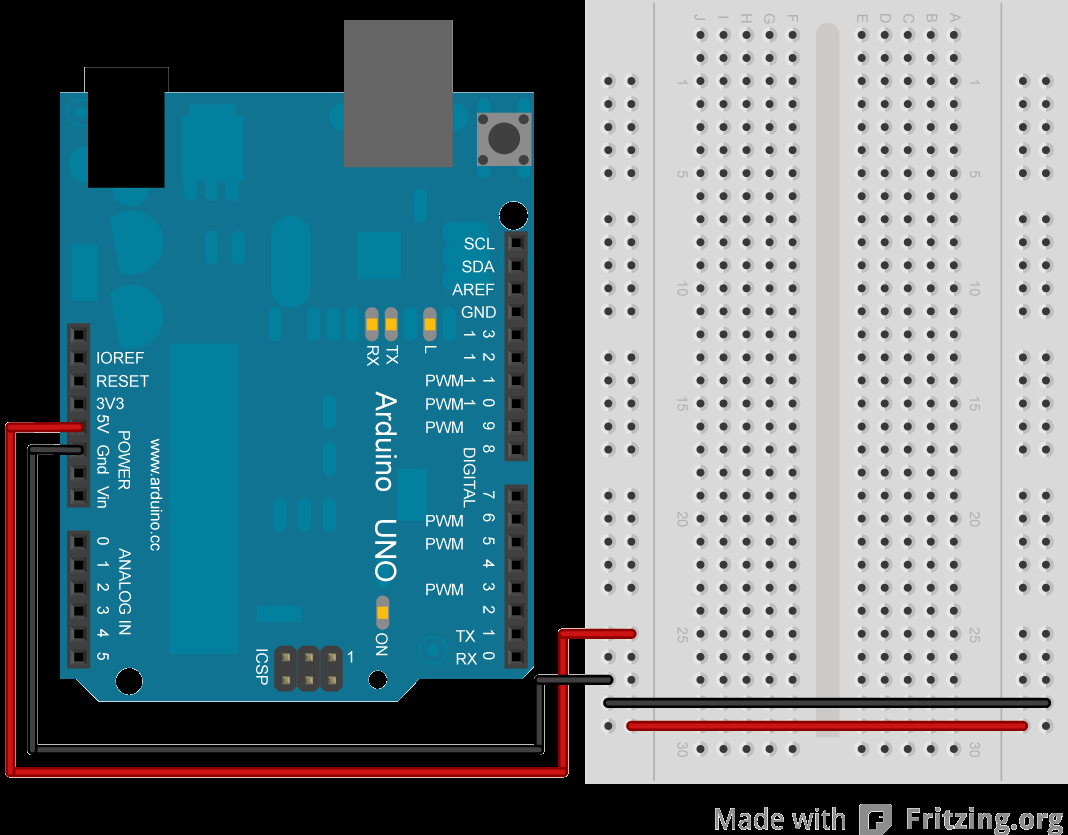 J I H G F E D C B A
1 1
5 5
10 10
15 15
20 20
25 25
30 30
SCL
SDA
AREF
GND
13
12
PWM 11
PWM 10
PWM 9
8
DIGITAL
7
PWM 6
PWM 5
4
PWM 3
2
TX 1
RX 0
RX
TX
L
IOREF
RESET
3V3
5V
Gnd
Vin
POWER
www.arduino.cc
Arduino UNO
0
1
2
3
4
5
ANALOG IN
ON
ICSP
1
Made with Fritzing.org